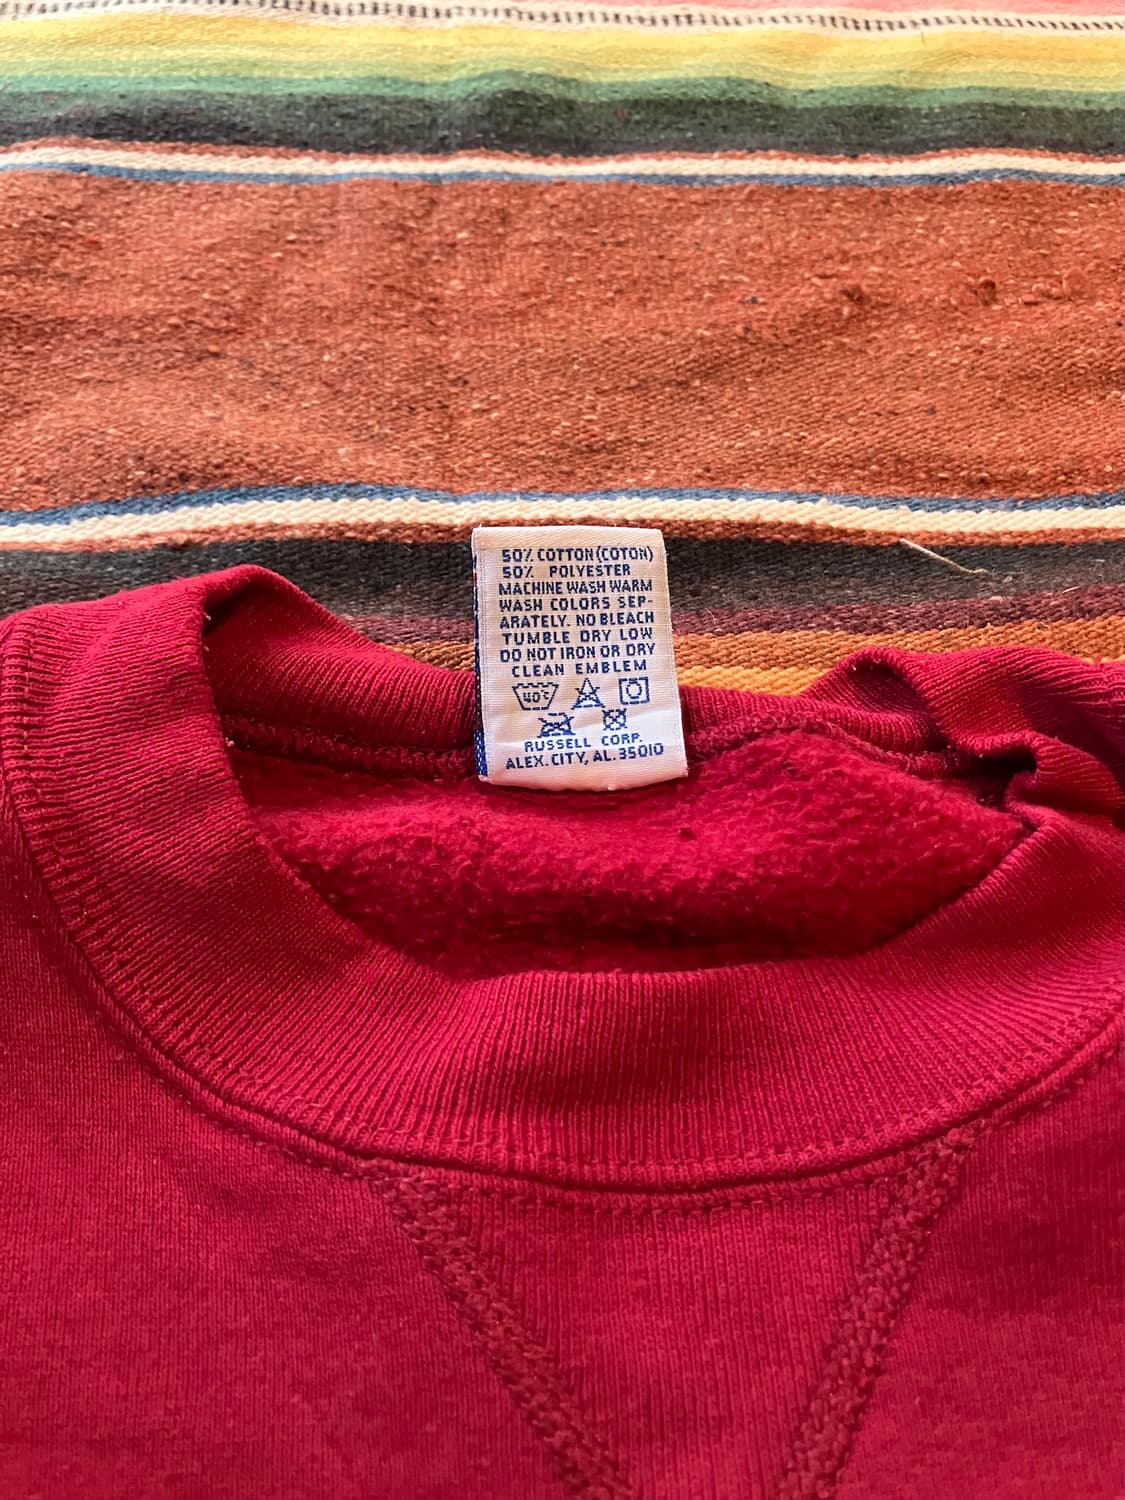 50% COTTON (COTON)
50% POLYESTER
MACHINE WASH WARM
WASH COLORS SEP-
ARATELY. NO BLEACH
TUMBLE DRY LOW
DO NOT IRON OR DRY
CLEAN EMBLEM
40°C
RUSSELL CORP.
ALEX. CITY, AL. 35010